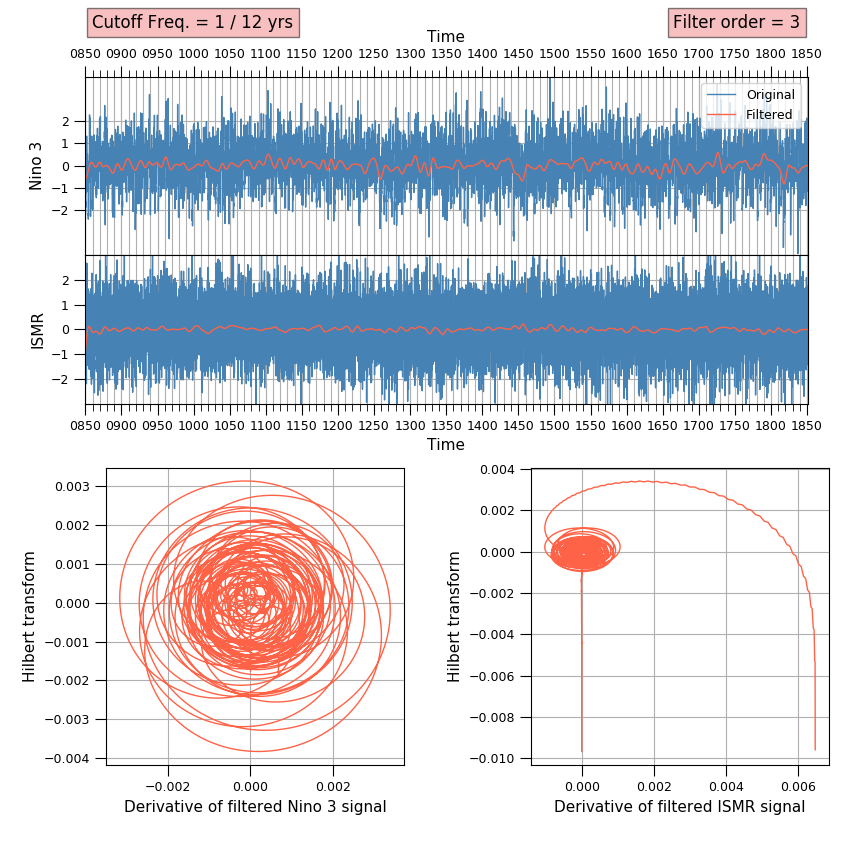 Cutoff Freq. = 1 / 12 yrs
Filter order = 3
Time
0850 0900 0950 1000 1050 1100 1150 1200 1250 1300 1350 1400 1450 1500 1550 1600 1650 1700 1750 1800 1850
Original
Filtered
Nino 3
2
1
0
−1
−2
ISMR
2
1
0
−1
−2
0850 0900 0950 1000 1050 1100 1150 1200 1250 1300 1350 1400 1450 1500 1550 1600 1650 1700 1750 1800 1850
Time
Hilbert transform
0.003
0.002
0.001
0.000
−0.001
−0.002
−0.003
−0.004
−0.002 0.000 0.002
Derivative of filtered Nino 3 signal
Hilbert transform
0.004
0.002
0.000
−0.002
−0.004
−0.006
−0.008
−0.010
0.000 0.002 0.004 0.006
Derivative of filtered ISMR signal